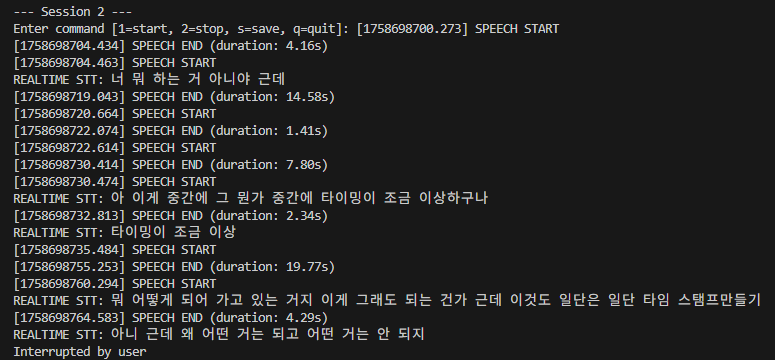 --- Session 2 ---
Enter command [1=start, 2=stop, s=save, q=quit]: [1758698700.273] SPEECH START
[1758698704.434] SPEECH END (duration: 4.16s)
[1758698704.463] SPEECH START
REALTIME STT: 너 뭐 하는 거 아니야 근데
[1758698719.043] SPEECH END (duration: 14.58s)
[1758698720.664] SPEECH START
[1758698722.074] SPEECH END (duration: 1.41s)
[1758698722.614] SPEECH START
[1758698730.414] SPEECH END (duration: 7.80s)
[1758698730.474] SPEECH START
REALTIME STT: 아 이게 중간에 그 뭔가 중간에 타이밍이 조금 이상하구나
[1758698732.813] SPEECH END (duration: 2.34s)
REALTIME STT: 타이밍이 조금 이상
[1758698735.484] SPEECH START
[1758698755.253] SPEECH END (duration: 19.77s)
[1758698760.294] SPEECH START
REALTIME STT: 뭐 어떻게 되어 가고 있는 거지 이게 그래도 되는 건가 근데 이것도 일단은 일단 타임 스탬프만들기
[1758698764.583] SPEECH END (duration: 4.29s)
REALTIME STT: 아니 근데 왜 어떤 거는 되고 어떤 거는 안 되지
Interrupted by user